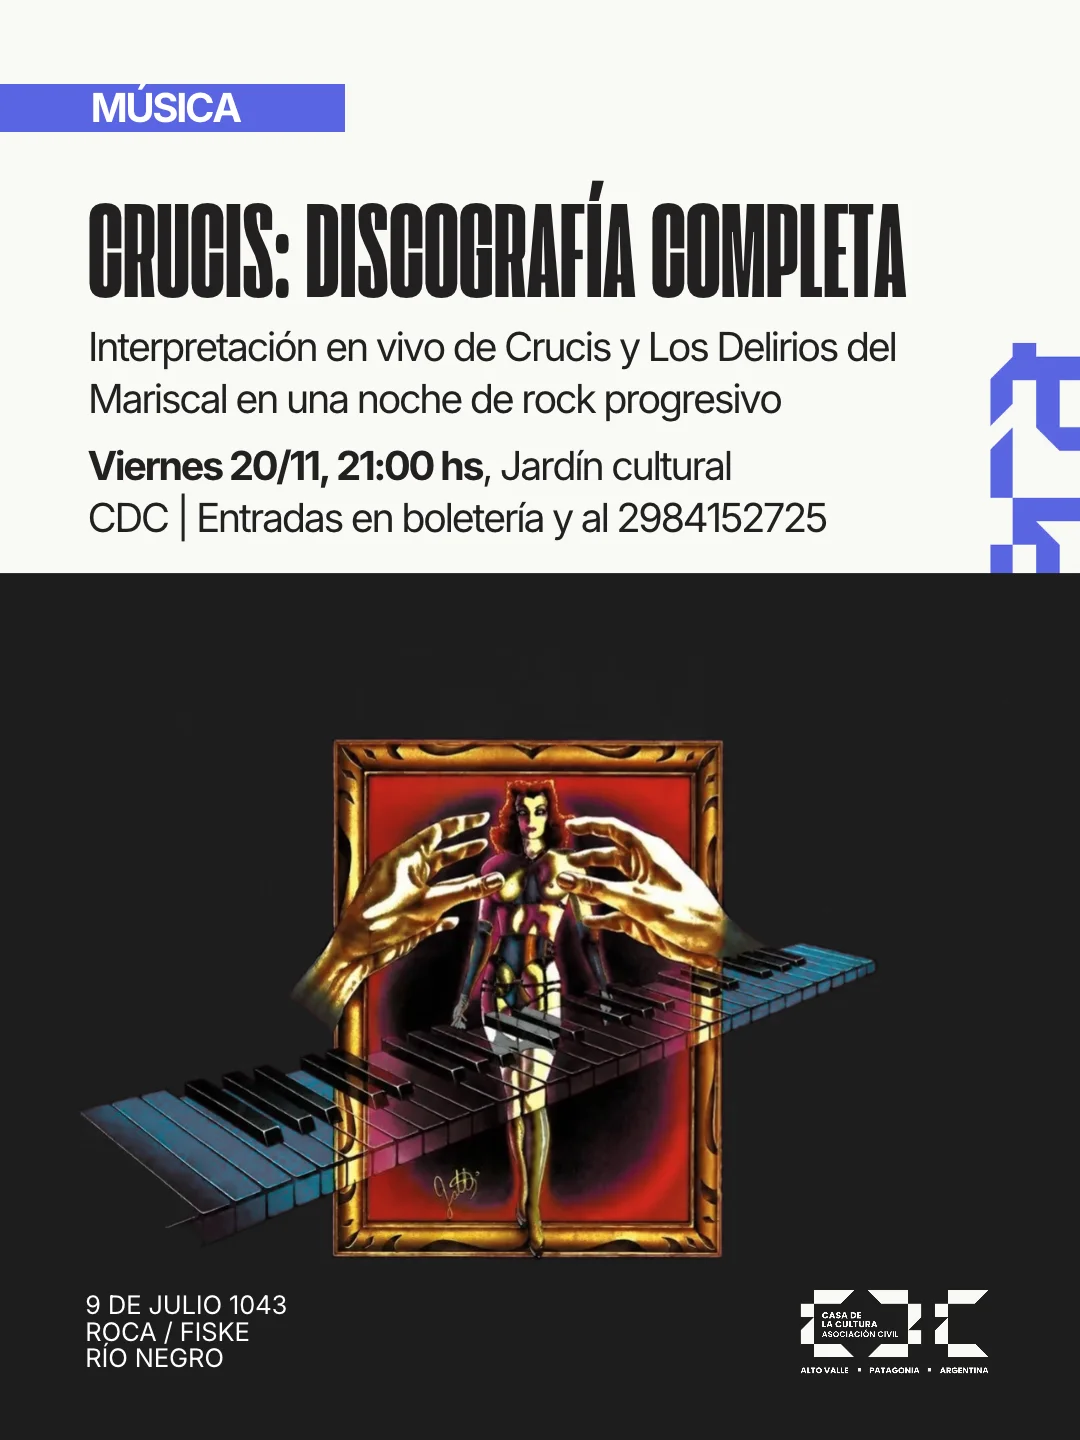 MÚSICA
CRUCIS: DISCOGRAFÍA COMPLETA
Interpretación en vivo de Crucis y Los Delirios del
Mariscal en una noche de rock progresivo
Viernes 20/11, 21:00 hs, Jardín cultural
CDC | Entradas en boletería y al 2984152725
9 DE JULIO 1043
ROCA / FISKE
RÍO NEGRO
CASA DE
LA CULTURA
ASOCIACIÓN CIVIL
ALTO VALLE ▪ PATAGONIA ▪ ARGENTINA